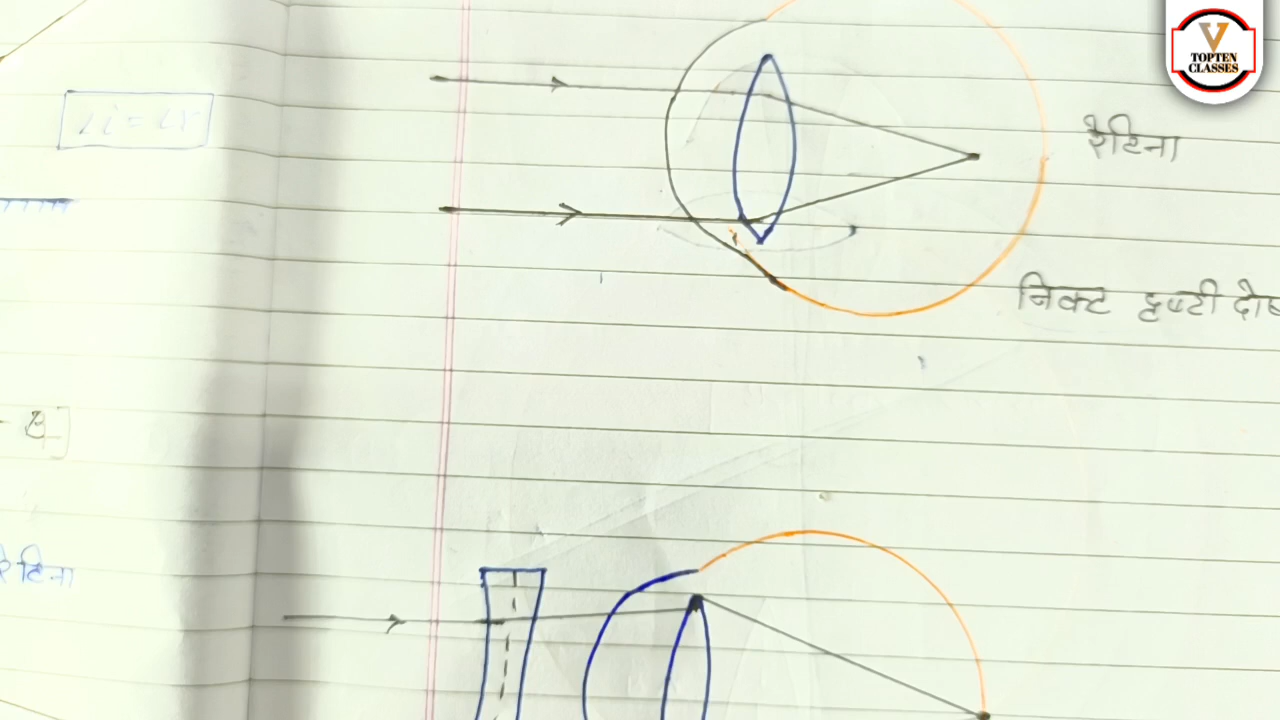 V
TOPTEN
CLASSES
∠i = ∠r
रेटिना
निकट दृष्टी दोष
रेटिना